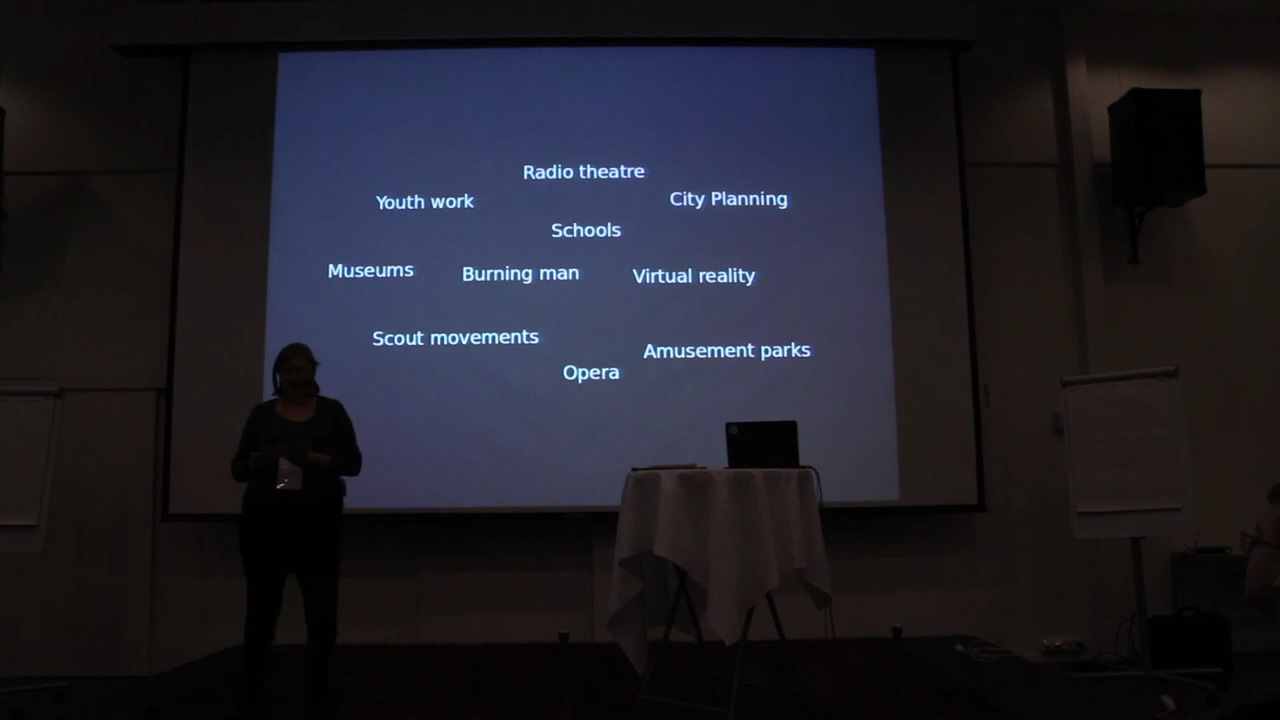 Radio theatre
Youth work
City Planning
Schools
Museums
Burning man
Virtual reality
Scout movements
Amusement parks
Opera